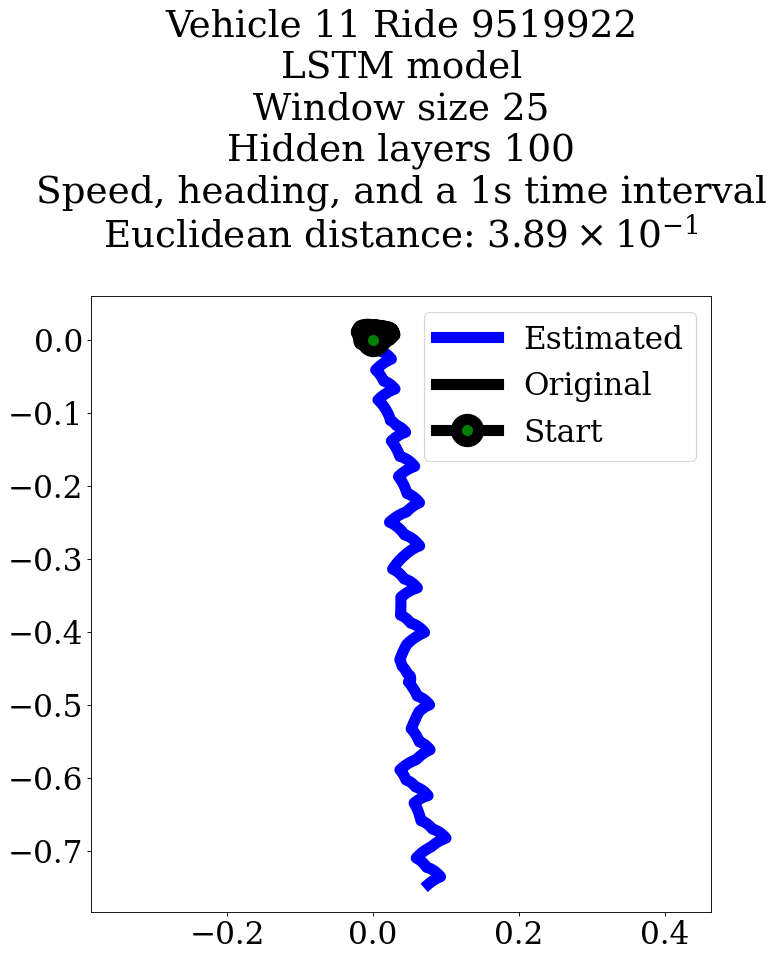 Vehicle 11 Ride 9519922
LSTM model
Window size 25
Hidden layers 100
Speed, heading, and a 1s time interval
Euclidean distance: 3.89 × 10⁻¹
Estimated
Original
Start
0.0
−0.1
−0.2
−0.3
−0.4
−0.5
−0.6
−0.7
−0.2 0.0 0.2 0.4